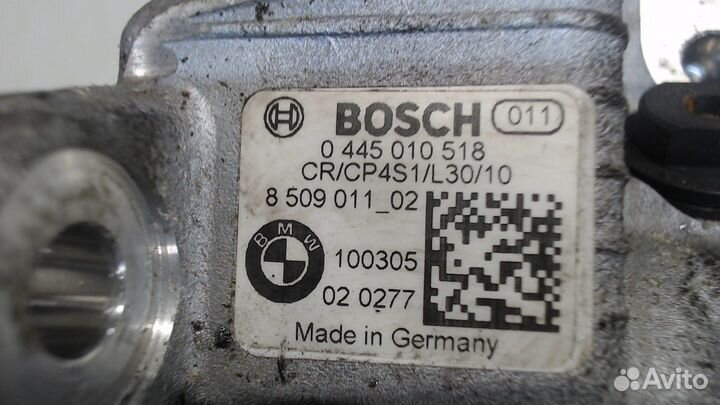 BOSCH 011
0 445 010 518
CR/CP4S1/L30/10
8 509 011_02
BMW
100305
02 0277
Made in Germany
Avito